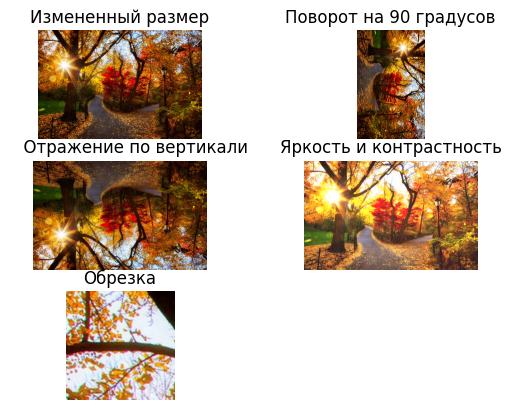 Измененный размер
Поворот на 90 градусов
Отражение по вертикали
Яркость и контрастность
Обрезка